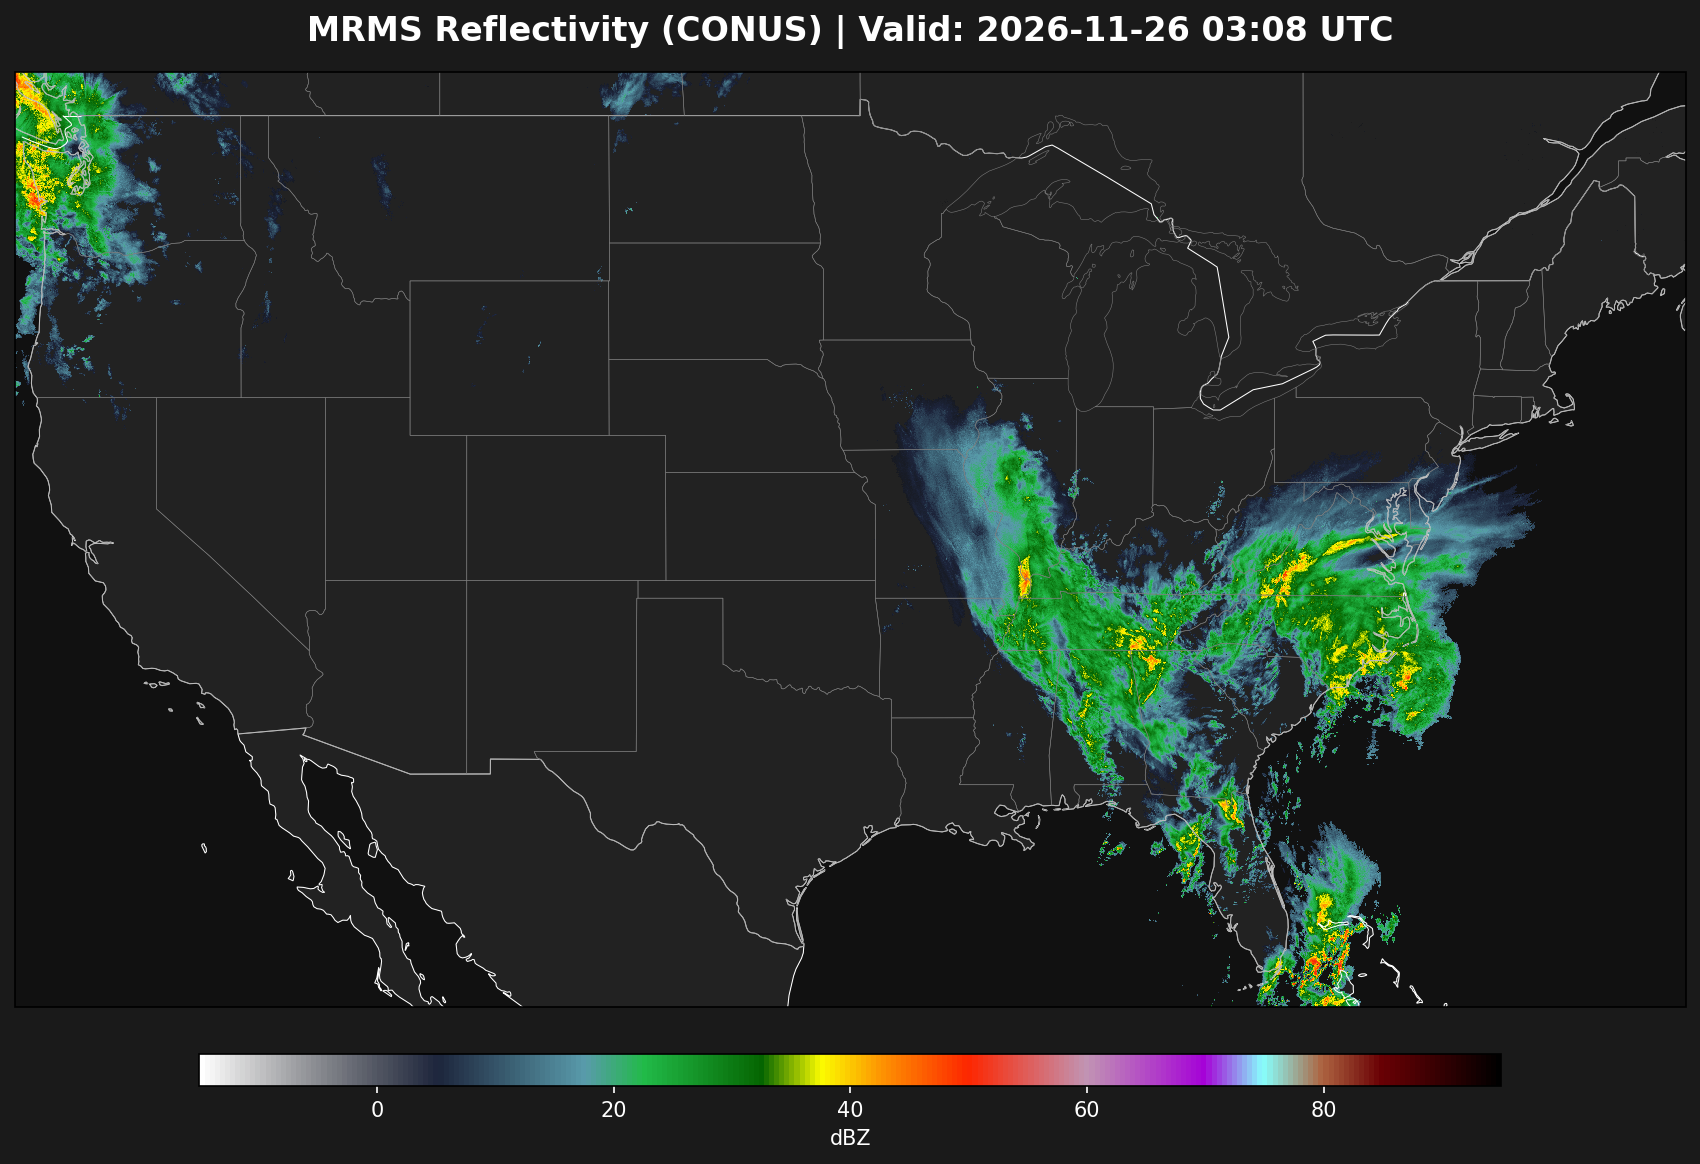 MRMS Reflectivity (CONUS) | Valid: 2026-11-26 03:08 UTC
0 20 40 60 80
dBZ